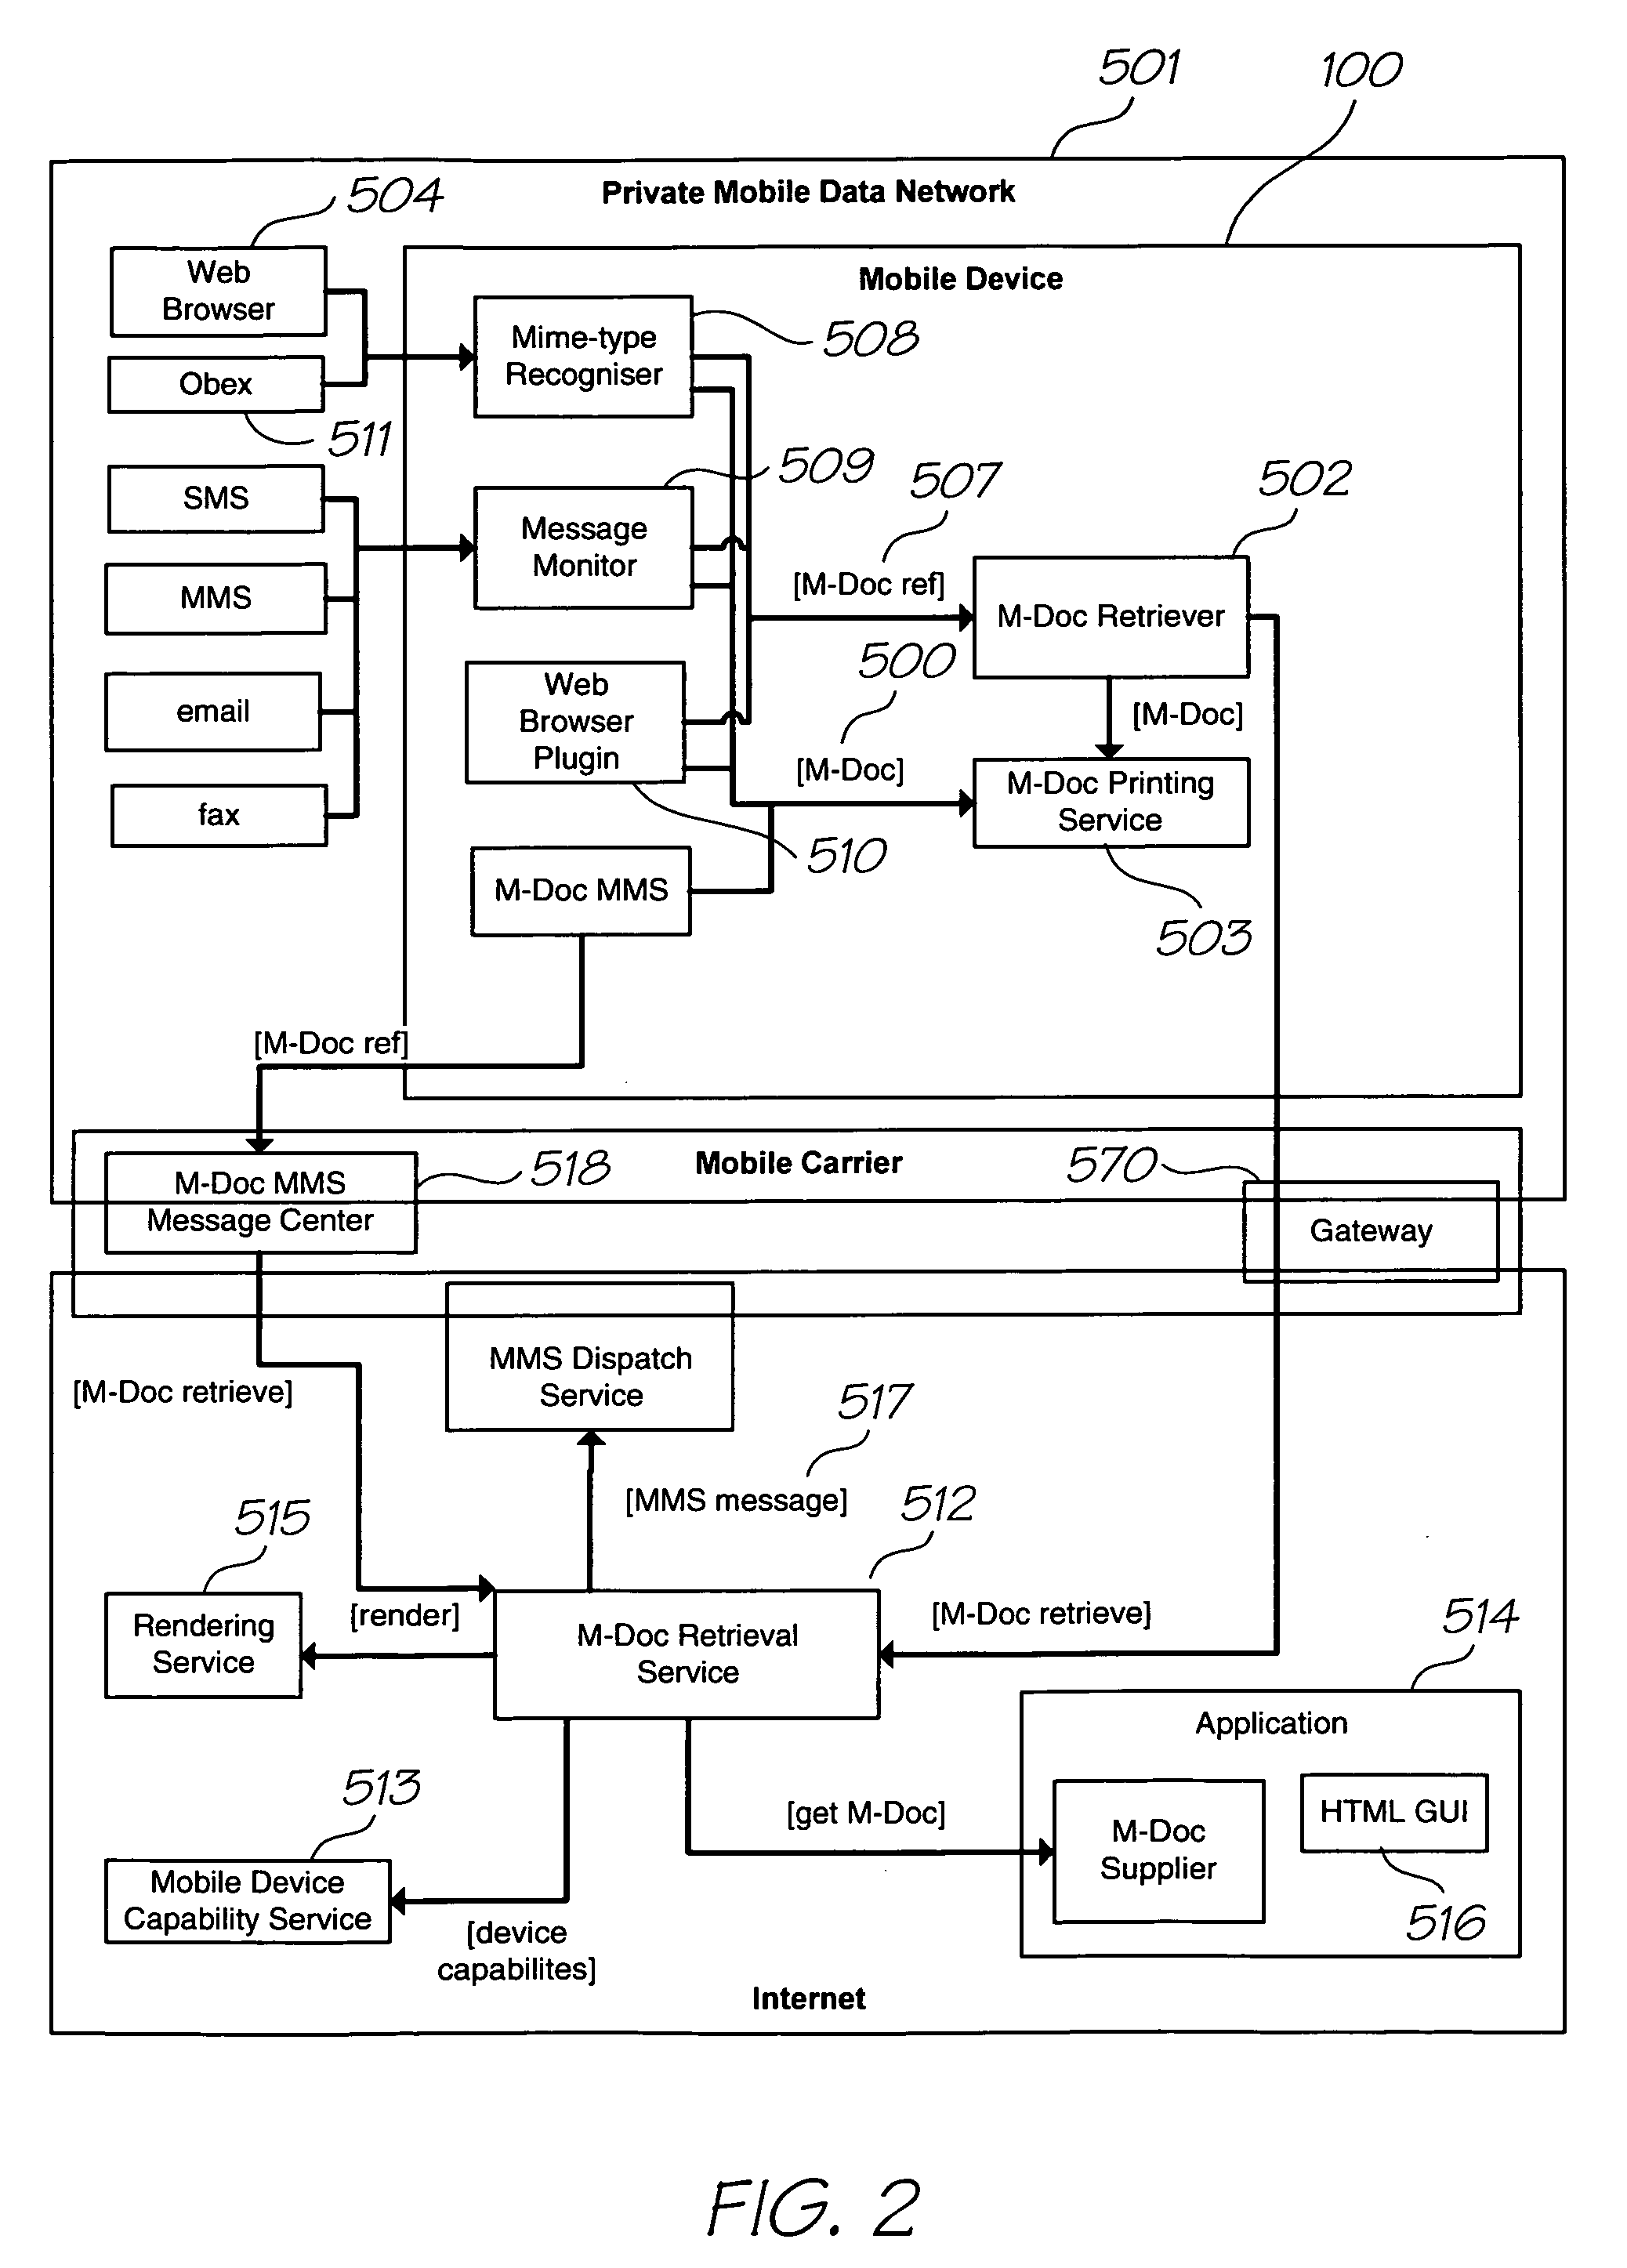 501
100
Private Mobile Data Network
504
Web
Browser
Obex
511
SMS
MMS
email
fax
Mobile Device
Mime-type
Recogniser
508
Message
Monitor
509
Web
Browser
Plugin
510
M-Doc MMS
507
[M-Doc ref]
500
[M-Doc]
502
M-Doc Retriever
[M-Doc]
M-Doc Printing
Service
503
[M-Doc ref]
Mobile Carrier
M-Doc MMS
Message Center
518
570
Gateway
MMS Dispatch
Service
[M-Doc retrieve]
517
[MMS message]
512
515
Rendering
Service
[render]
M-Doc Retrieval
Service
[M-Doc retrieve]
514
Application
M-Doc
Supplier
HTML GUI
516
[get M-Doc]
513
Mobile Device
Capability Service
[device
capabilites]
Internet
FIG. 2